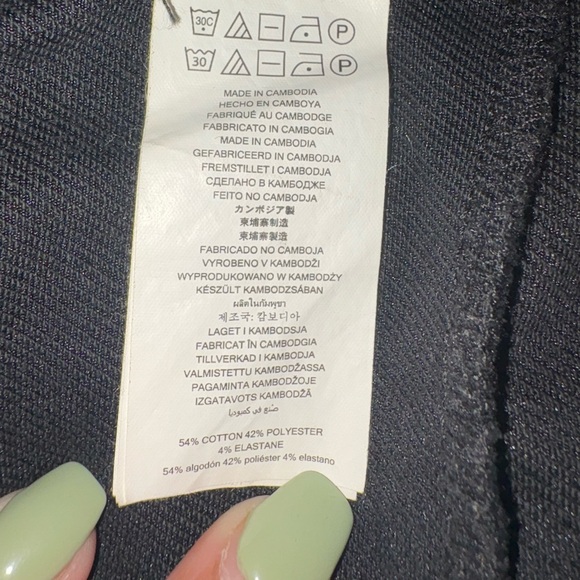 30C P
30 P
MADE IN CAMBODIA
HECHO EN CAMBOYA
FABRIQUÉ AU CAMBODGE
FABBRICATO IN CAMBOGIA
MADE IN CAMBODIA
GEFABRICEERD IN CAMBODJA
FREMSTILLET I CAMBODJA
СДЕЛАНО В КАМБОДЖЕ
FEITO NO CAMBODJA
カンボジア製
柬埔寨制造
柬埔寨製造
FABRICADO NO CAMBOJA
VYROBENO V KAMBODŽI
WYPRODUKOWANO W KAMBODŻY
KÉSZÜLT KAMBODZSÁBAN
ผลิตในกัมพูชา
제조국: 캄보디아
LAGET I KAMBODSJA
FABRICAT ÎN CAMBODGIA
TILLVERKAD I KAMBODJA
VALMISTETTU KAMBODŽASSA
PAGAMINTA KAMBODŽOJE
IZGATAVOTS KAMBODŽĀ
صنع في كمبوديا
54% COTTON 42% POLYESTER
4% ELASTANE
54% algodón 42% poliéster 4% elastano